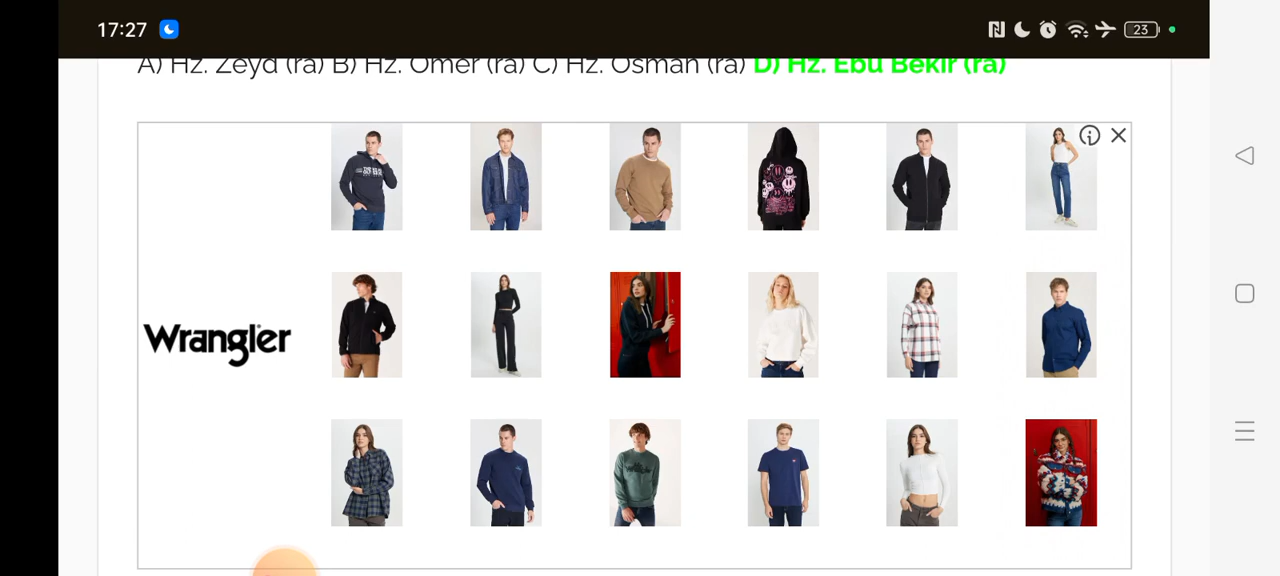 17:27
23
A) Hz. Zeyd (ra) B) Hz. Ömer (ra) C) Hz. Osman (ra) D) Hz. Ebu Bekir (ra)
Wrangler